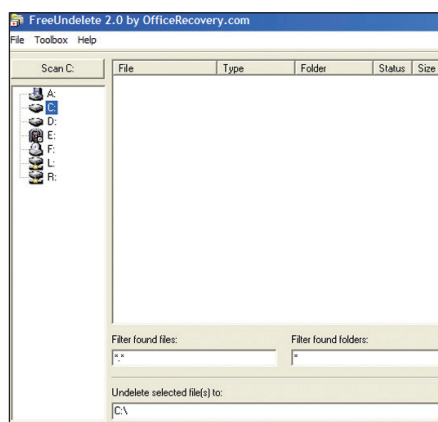 FreeUndelete 2.0 by OfficeRecovery.com
File Toolbox Help
Scan C:
File Type Folder Status Size
A:
C:
D:
E:
F:
L:
R:
Filter found files: Filter found folders:
*.* *
Undelete selected file(s) to:
C:\